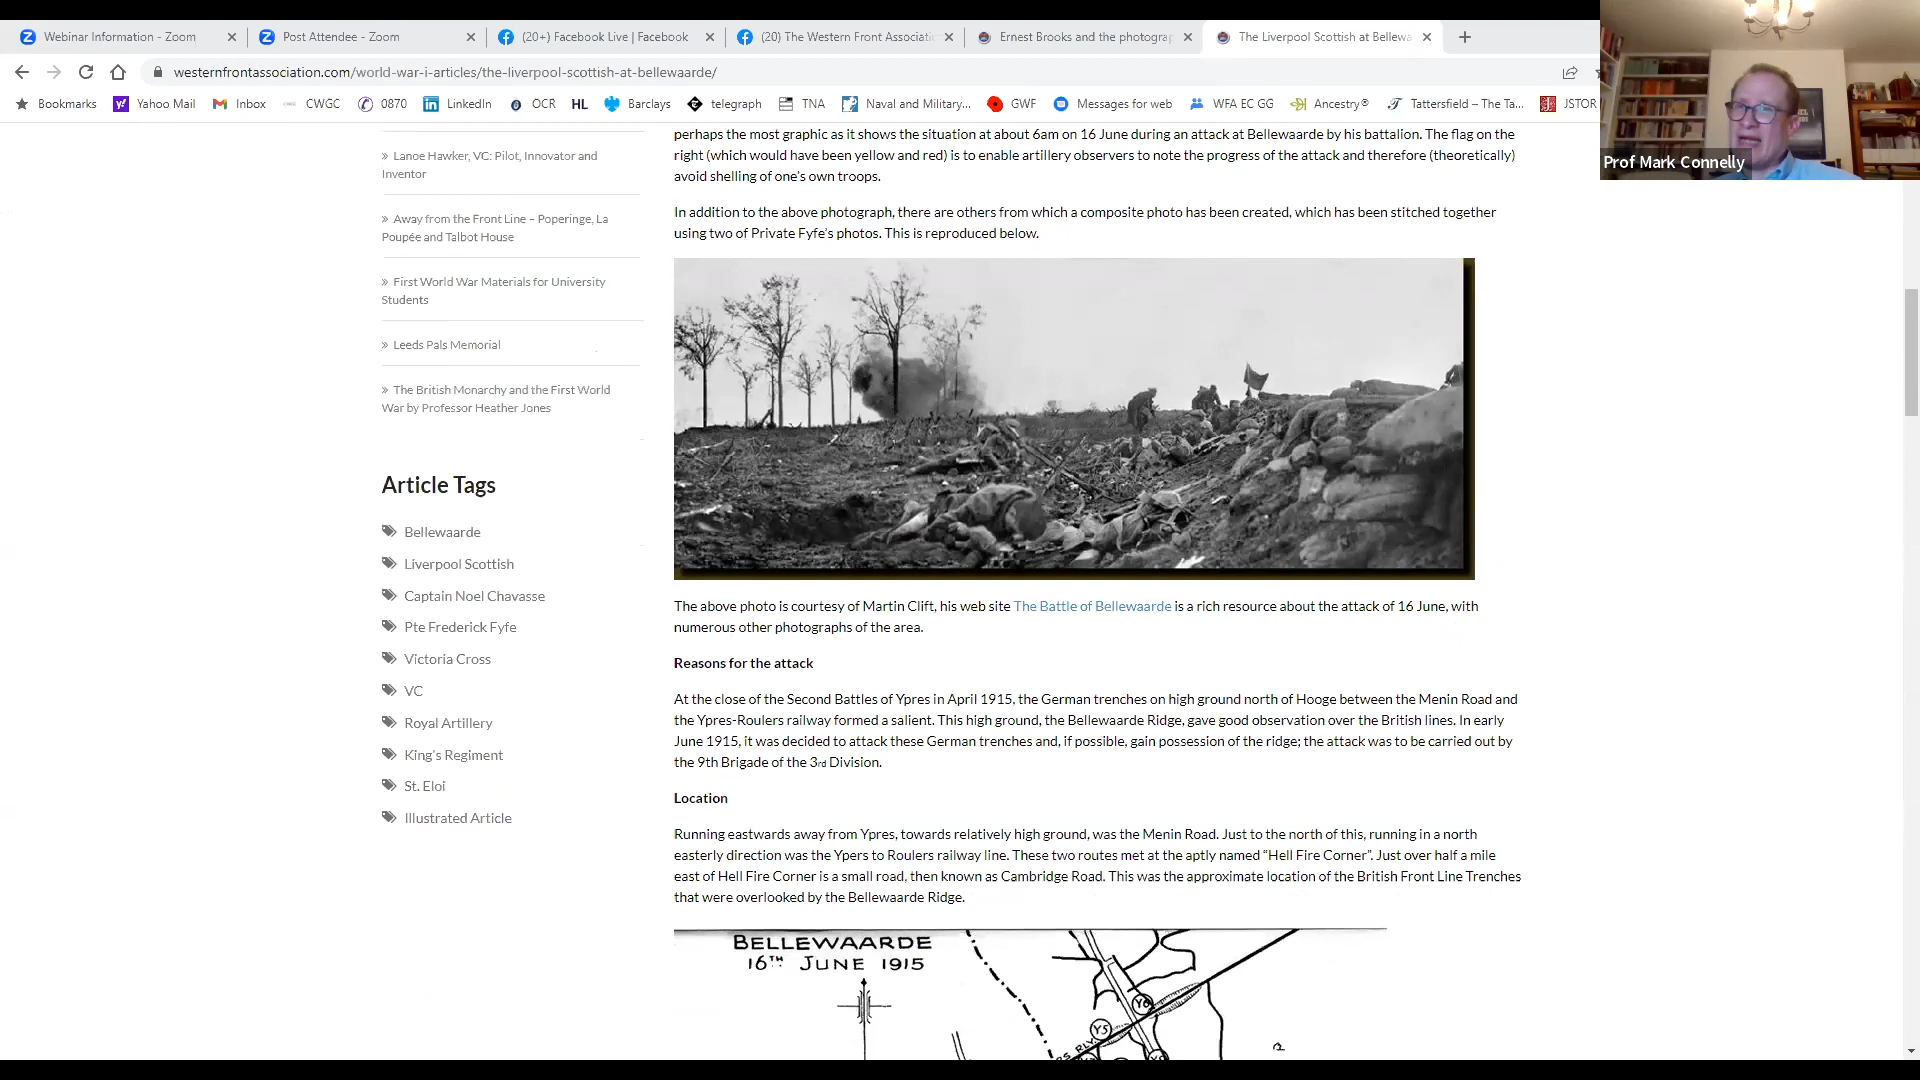 Webinar Information - Zoom
Post Attendee - Zoom
(20+) Facebook Live | Facebook
(20) The Western Front Associatio
Ernest Brooks and the photograp
The Liverpool Scottish at Bellewa
westernfrontassociation.com/world-war-i-articles/the-liverpool-scottish-at-bellewaarde/
Bookmarks Yahoo Mail Inbox CWGC 0870 LinkedIn OCR HL Barclays telegraph TNA Naval and Military... GWF Messages for web WFA EC GG Ancestry® Tattersfield – The Ta... JSTOR
Prof Mark Connelly
» Lanoe Hawker, VC: Pilot, Innovator and
Inventor
» Away from the Front Line – Poperinge, La
Poupée and Talbot House
» First World War Materials for University
Students
» Leeds Pals Memorial
» The British Monarchy and the First World
War by Professor Heather Jones
Article Tags
Bellewaarde
Liverpool Scottish
Captain Noel Chavasse
Pte Frederick Fyfe
Victoria Cross
VC
Royal Artillery
King's Regiment
St. Eloi
Illustrated Article
perhaps the most graphic as it shows the situation at about 6am on 16 June during an attack at Bellewaarde by his battalion. The flag on the
right (which would have been yellow and red) is to enable artillery observers to note the progress of the attack and therefore (theoretically)
avoid shelling of one's own troops.
In addition to the above photograph, there are others from which a composite photo has been created, which has been stitched together
using two of Private Fyfe's photos. This is reproduced below.
The above photo is courtesy of Martin Clift, his web site The Battle of Bellewaarde is a rich resource about the attack of 16 June, with
numerous other photographs of the area.
Reasons for the attack
At the close of the Second Battles of Ypres in April 1915, the German trenches on high ground north of Hooge between the Menin Road and
the Ypres-Roulers railway formed a salient. This high ground, the Bellewaarde Ridge, gave good observation over the British lines. In early
June 1915, it was decided to attack these German trenches and, if possible, gain possession of the ridge; the attack was to be carried out by
the 9th Brigade of the 3rd Division.
Location
Running eastwards away from Ypres, towards relatively high ground, was the Menin Road. Just to the north of this, running in a north
easterly direction was the Ypers to Roulers railway line. These two routes met at the aptly named “Hell Fire Corner”. Just over half a mile
east of Hell Fire Corner is a small road, then known as Cambridge Road. This was the approximate location of the British Front Line Trenches
that were overlooked by the Bellewaarde Ridge.
BELLEWAARDE
16TH JUNE 1915
Y6
Y5
RLY